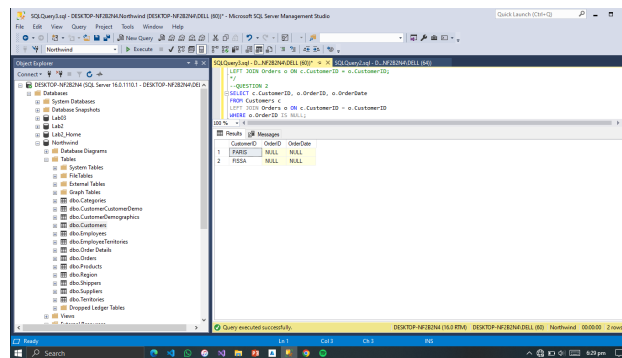 SQLQuery3.sql - DESKTOP-NF2B2N4.Northwind (DESKTOP-NF2B2N4\DELL (60))* - Microsoft SQL Server Management Studio
Quick Launch (Ctrl+Q)
File Edit View Query Project Tools Window Help
New Query
Northwind Execute
Object Explorer
SQLQuery3.sql - D...NF2B2N4\DELL (60))* SQLQuery2.sql - D...NF2B2N4\DELL (64))
Connect
DESKTOP-NF2B2N4 (SQL Server 16.0.1110.1 - DESKTOP-NF2B2N4\DEL
Databases
System Databases
Database Snapshots
Lab03
Lab2
Lab2_Home
Northwind
Database Diagrams
Tables
System Tables
FileTables
External Tables
Graph Tables
dbo.Categories
dbo.CustomerCustomerDemo
dbo.CustomerDemographics
dbo.Customers
dbo.Employees
dbo.EmployeeTerritories
dbo.Order Details
dbo.Orders
dbo.Products
dbo.Region
dbo.Shippers
dbo.Suppliers
dbo.Territories
Dropped Ledger Tables
Views
LEFT JOIN Orders o ON c.CustomerID = o.CustomerID;
*/
--QUESTION 2
SELECT c.CustomerID, o.OrderID, o.OrderDate
FROM Customers c
LEFT JOIN Orders o ON c.CustomerID = o.CustomerID
WHERE o.OrderID IS NULL;
100 %
Results Messages
CustomerID OrderID OrderDate
1 PARIS NULL NULL
2 FISSA NULL NULL
Query executed successfully. DESKTOP-NF2B2N4 (16.0 RTM) DESKTOP-NF2B2N4\DELL (60) Northwind 00:00:00 2 rows
Ready Ln 1 Col 3 Ch 3 INS
Search 6:29 pm